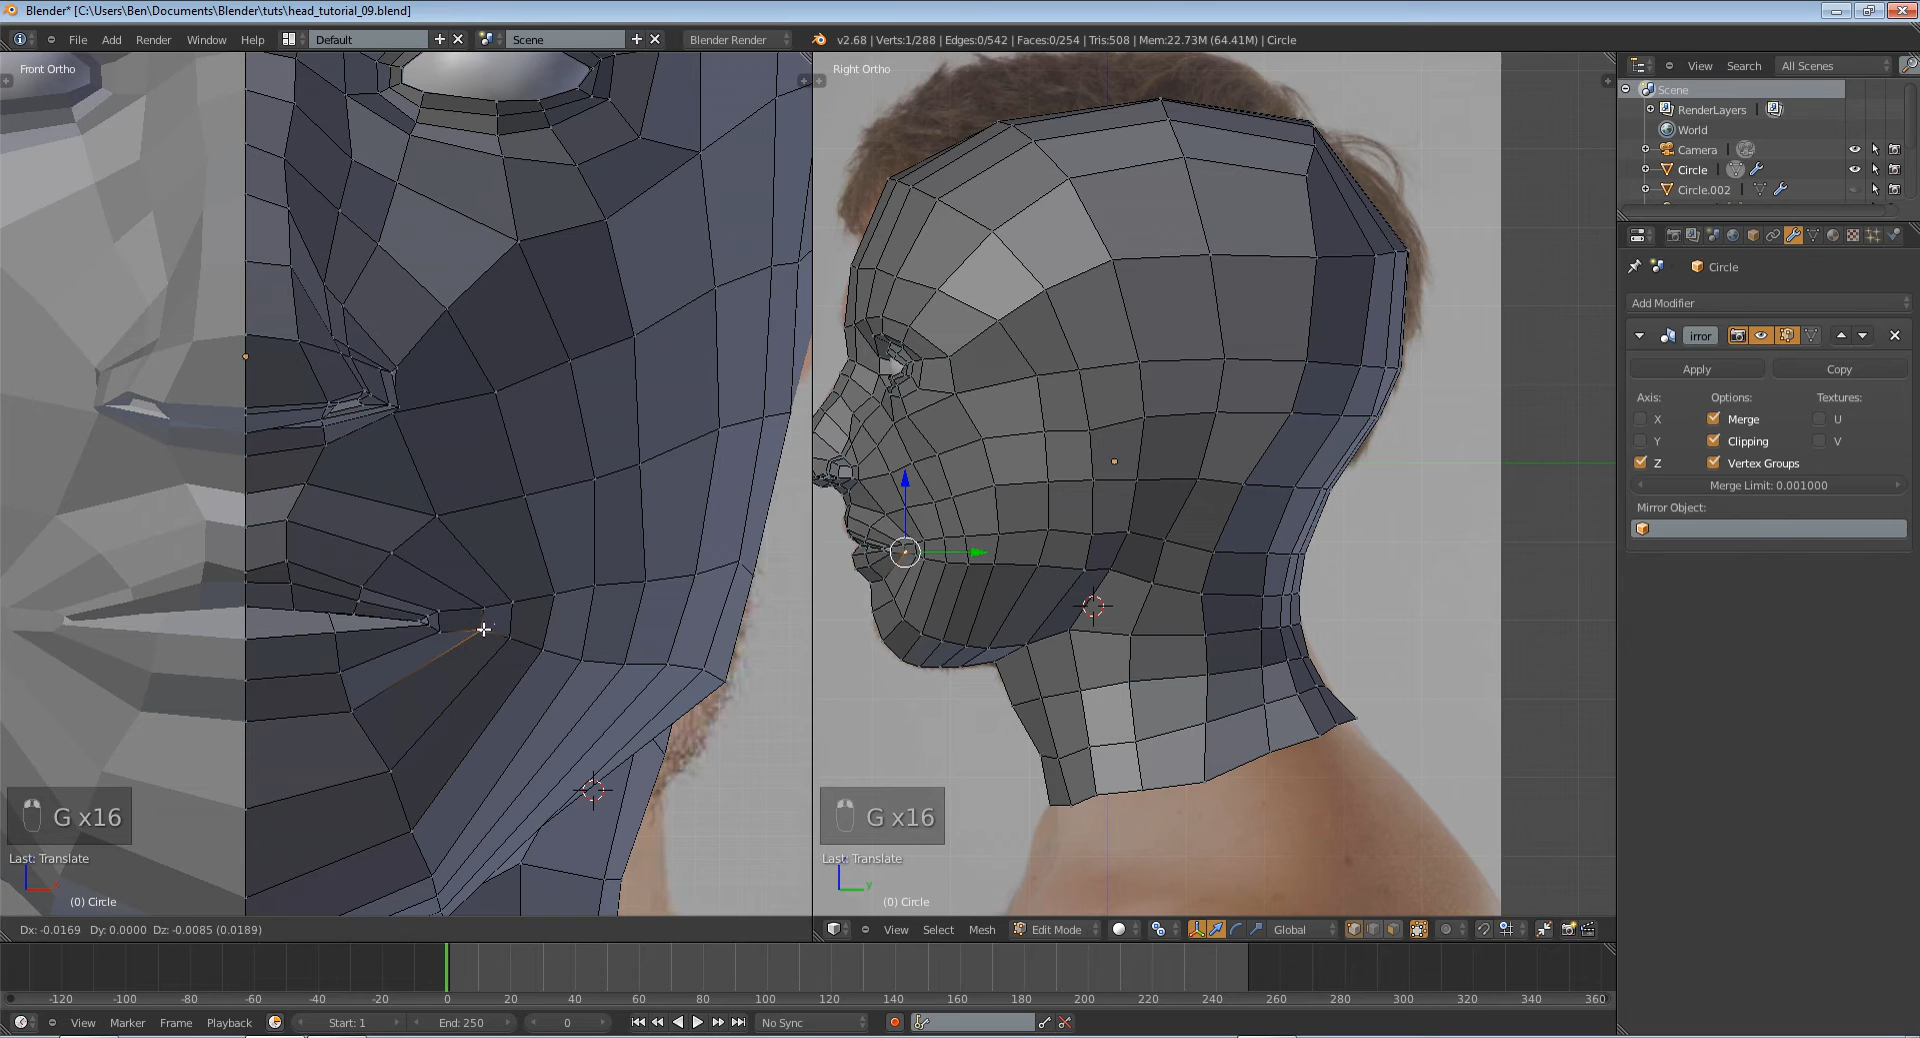 Blender* [C:\Users\Ben\Documents\Blender\tuts\head_tutorial_09.blend]
File Add Render Window Help Default Scene Blender Render v2.68 | Verts:1/288 | Edges:0/542 | Faces:0/254 | Tris:508 | Mem:22.73M (64.41M) | Circle
Front Ortho
Right Ortho
View Search All Scenes
Scene
RenderLayers |
World
Camera |
Circle |
Circle.002 |
Circle
Add Modifier
irror
Apply Copy
Axis: Options: Textures:
X Merge U
Y Clipping V
Z Vertex Groups
Merge Limit: 0.001000
Mirror Object:
G x16
G x16
Last: Translate
Last: Translate
y
(0) Circle
(0) Circle
Dx: -0.0169 Dy: 0.0000 Dz: -0.0085 (0.0189)
View Select Mesh Edit Mode Global
-120 -100 -80 -60 -40 -20 0 20 40 60 80 100 120 140 160 180 200 220 240 260 280 300 320 340 360
View Marker Frame Playback Start: 1 End: 250 0 No Sync